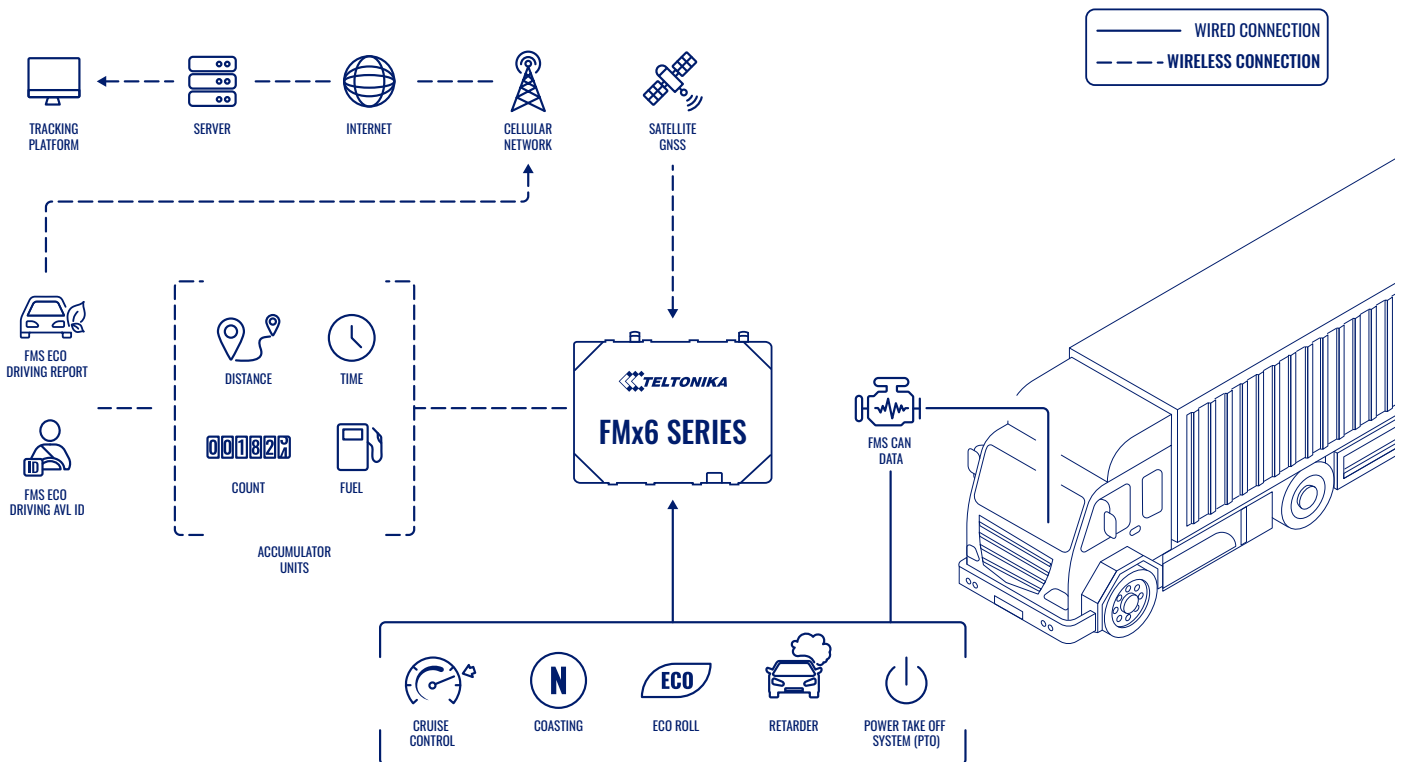 WIRED CONNECTION
WIRELESS CONNECTION
TRACKING
PLATFORM
SERVER
INTERNET
CELLULAR
NETWORK
SATELLITE
GNSS
FMS ECO
DRIVING REPORT
DISTANCE
TIME
TELTONIKA
FMx6 SERIES
FMS CAN
DATA
ID
FMS ECO
DRIVING AVL ID
001822
COUNT
FUEL
ACCUMULATOR
UNITS
N
ECO
CRUISE
CONTROL
COASTING
ECO ROLL
RETARDER
POWER TAKE OFF
SYSTEM (PTO)